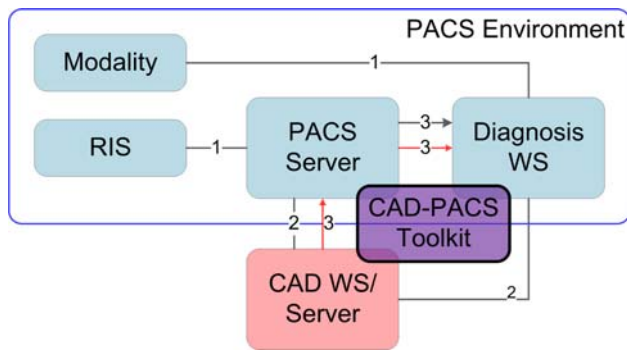 PACS Environment
Modality
1
RIS
1
PACS
Server
3
3
Diagnosis
WS
2
3
CAD-PACS
Toolkit
CAD WS/
Server
2